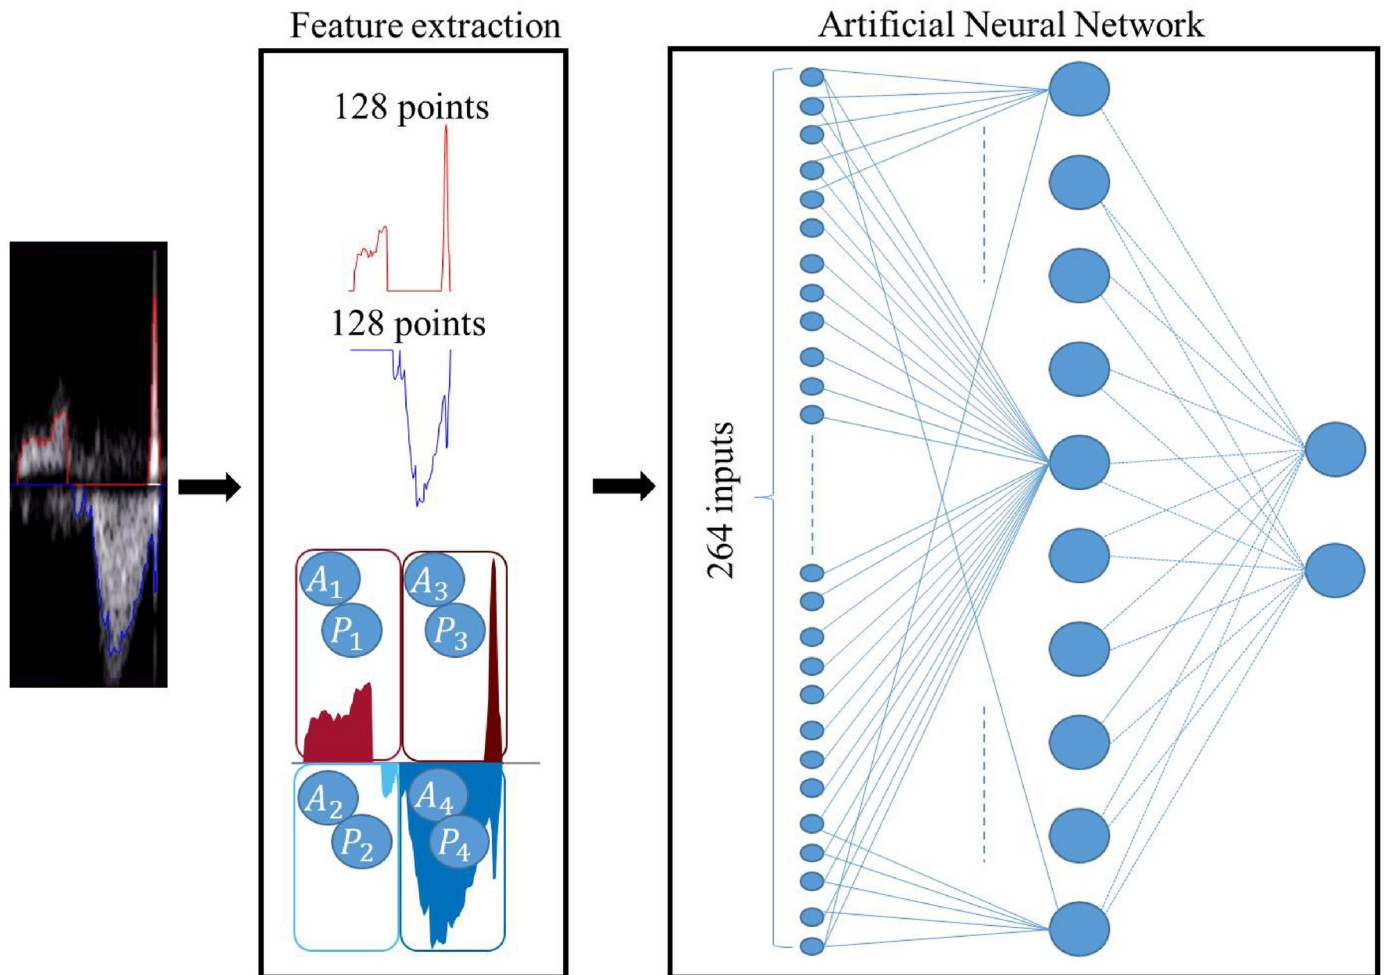 Feature extraction
Artificial Neural Network
128 points
128 points
264 inputs
A₁
A₃
P₁
P₃
A₂
A₄
P₂
P₄